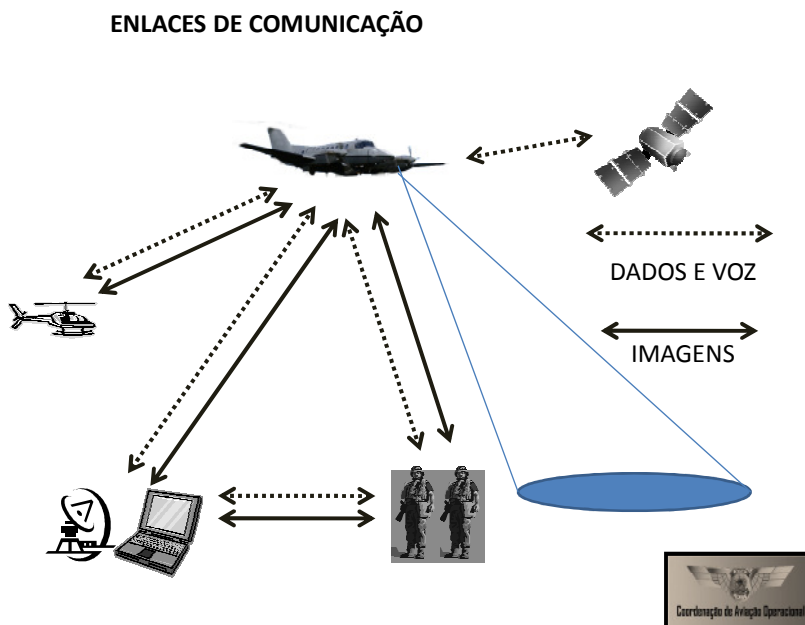 ENLACES DE COMUNICAÇÃO
DADOS E VOZ
IMAGENS
Coordenação de Aviação Operacional